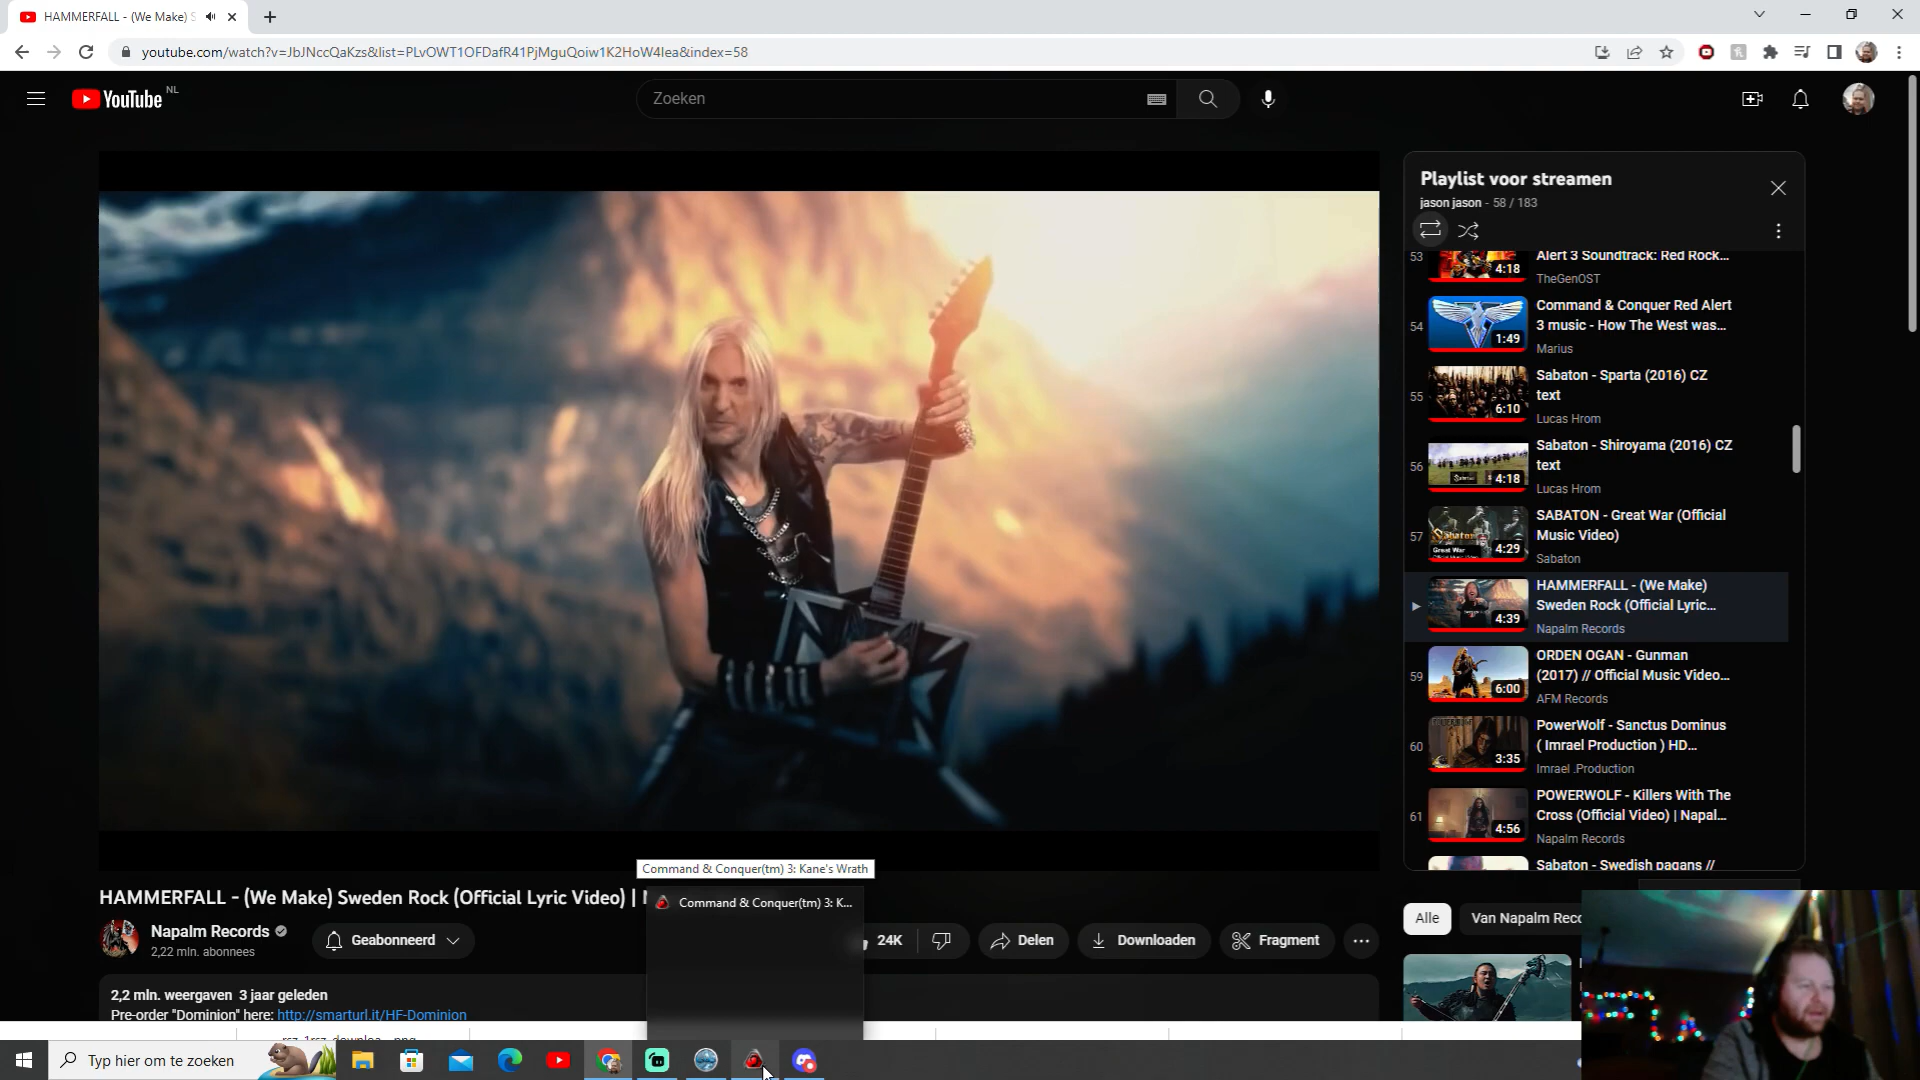 HAMMERFALL - (We Make) S
youtube.com/watch?v=JbJNccQaKzs&list=PLvOWT1OFDafR41PjMguQoiw1K2HoW4lea&index=58
YouTube NL
Zoeken
Playlist voor streamen
jason jason - 58 / 183
53
Alert 3 Soundtrack: Red Rock...
4:18
TheGenOST
54
Command & Conquer Red Alert
3 music - How The West was...
1:49
Marius
55
Sabaton - Sparta (2016) CZ
text
6:10
Lucas Hrom
56
Sabaton - Shiroyama (2016) CZ
text
4:18
Lucas Hrom
57
SABATON - Great War (Official
Music Video)
Sabaton
Great War
4:29
Sabaton
HAMMERFALL - (We Make)
Sweden Rock (Official Lyric...
4:39
Napalm Records
59
ORDEN OGAN - Gunman
(2017) // Official Music Video...
6:00
AFM Records
60
PowerWolf - Sanctus Dominus
( Imrael Production ) HD...
3:35
Imrael .Production
61
POWERWOLF - Killers With The
Cross (Official Video) | Napal...
4:56
Napalm Records
Sabaton - Swedish pagans //
Command & Conquer(tm) 3: Kane's Wrath
HAMMERFALL - (We Make) Sweden Rock (Official Lyric Video) |
Command & Conquer(tm) 3: K...
Napalm Records
2,22 mln. abonnees
Geabonneerd
24K
Delen
Downloaden
Fragment
Alle
Van Napalm Reco
2,2 mln. weergaven 3 jaar geleden
Pre-order "Dominion" here: http://smarturl.it/HF-Dominion
Typ hier om te zoeken